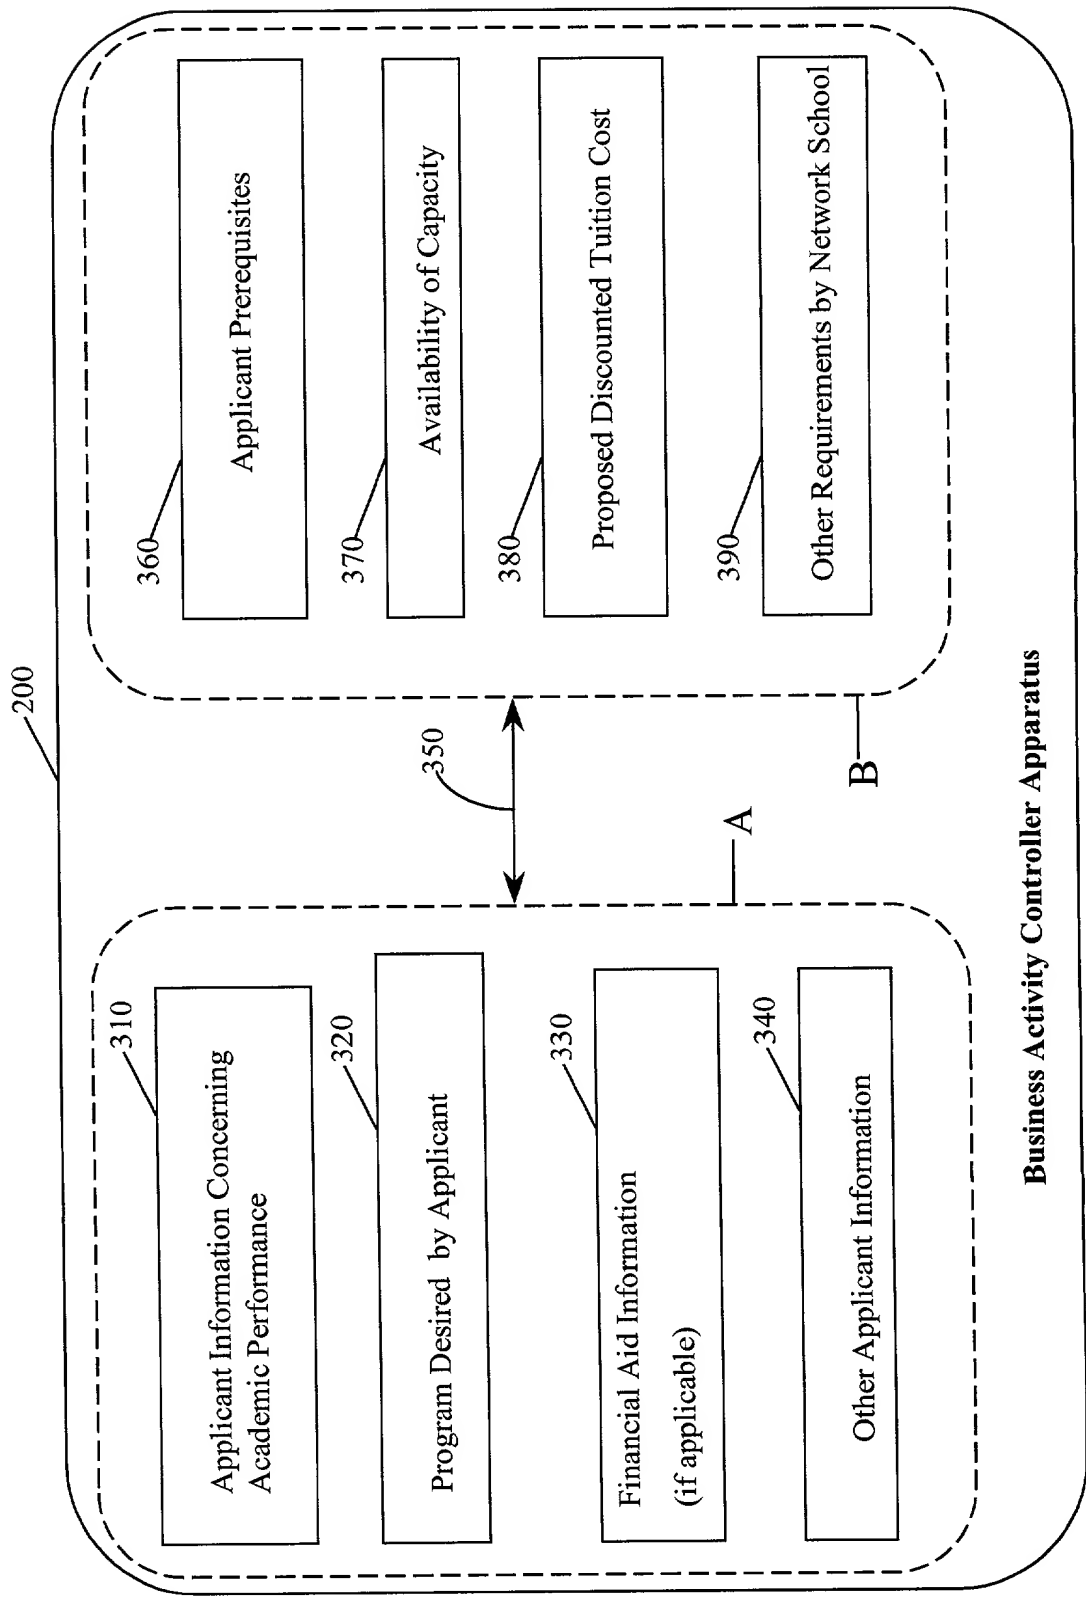 200
310
Applicant Information Concerning
Academic Performance
320
Program Desired by Applicant
330
Financial Aid Information
(if applicable)
340
Other Applicant Information
A
350
360
Applicant Prerequisites
370
Availability of Capacity
380
Proposed Discounted Tuition Cost
390
Other Requirements by Network School
B
Business Activity Controller Apparatus